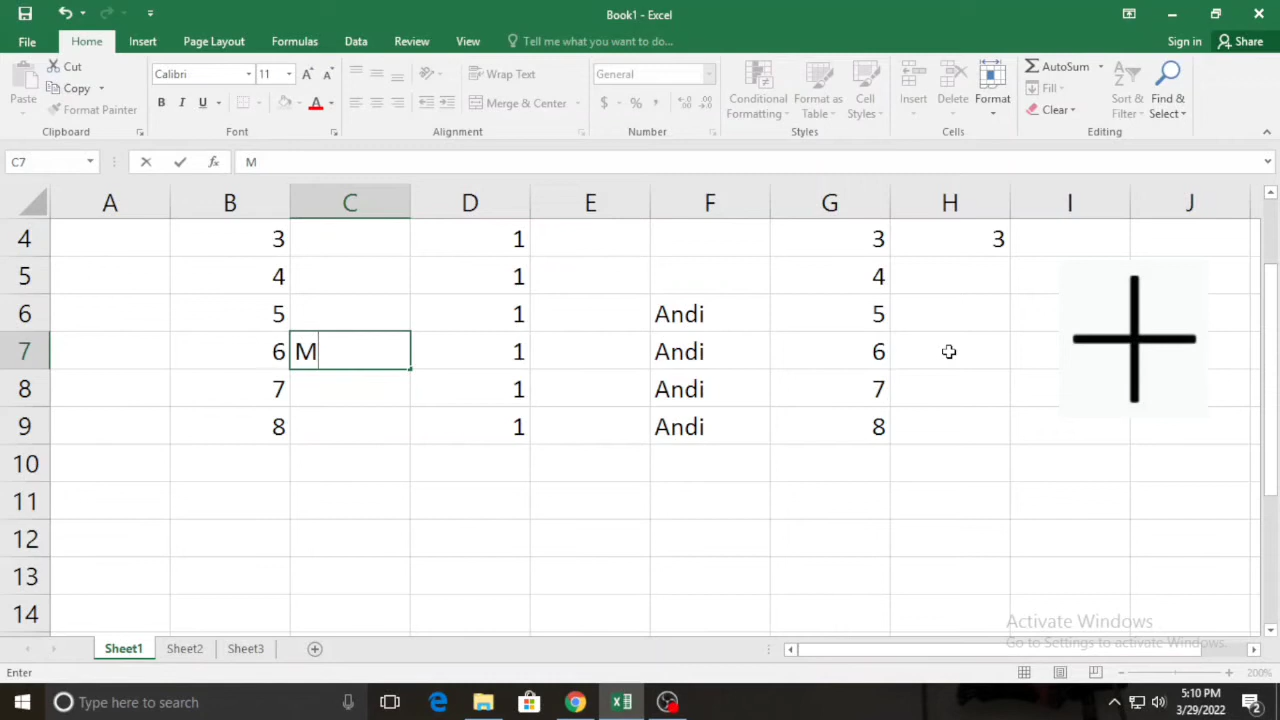 Book1 - Excel
File Home Insert Page Layout Formulas Data Review View Tell me what you want to do... Sign in Share
Paste Cut Copy Format Painter Clipboard
Calibri 11 B I U A A A Font
Wrap Text Merge & Center Alignment
General $ % , Number
Conditional Formatting Format as Table Cell Styles Styles
Insert Delete Format Cells
AutoSum Fill Clear Sort & Filter Find & Select Editing
C7 fx M
A B C D E F G H I J
4 3 1 3 3
5 4 1 4
6 5 1 Andi 5
7 6 M 1 Andi 6
8 7 1 Andi 7
9 8 1 Andi 8
10
11
12
13
14
Activate Windows
Go to Settings to activate Windows.
Sheet1 Sheet2 Sheet3
Enter 200%
Type here to search 5:10 PM
3/29/2022 2